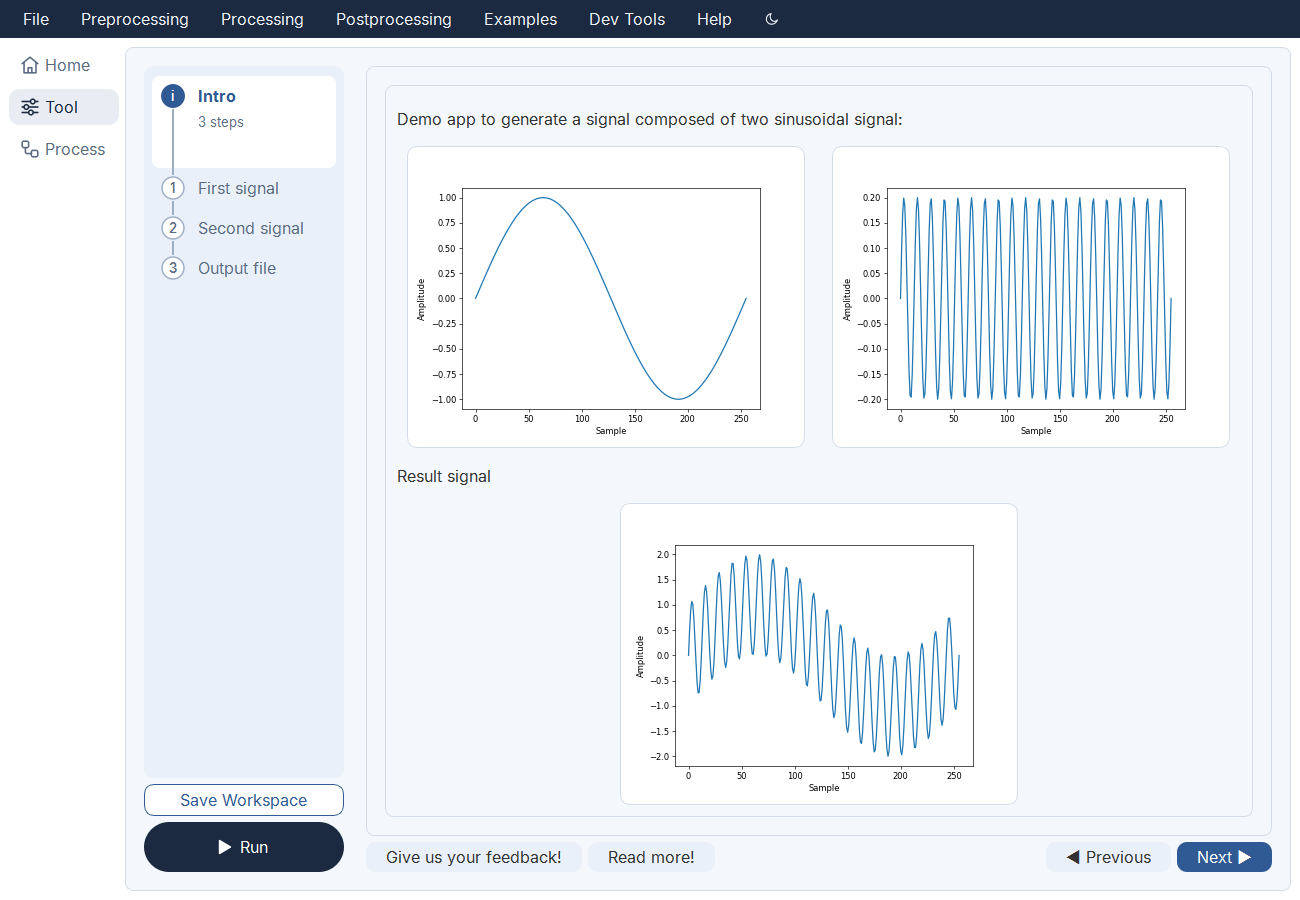 File Preprocessing Processing Postprocessing Examples Dev Tools Help
Home
Tool
Process
i Intro
3 steps
1 First signal
2 Second signal
3 Output file
Save Workspace
Run
Demo app to generate a signal composed of two sinusoidal signal:
1.00
0.75
0.50
0.25
0.00
−0.25
−0.50
−0.75
−1.00
Amplitude
0 50 100 150 200 250
Sample
0.20
0.15
0.10
0.05
0.00
−0.05
−0.10
−0.15
−0.20
Amplitude
0 50 100 150 200 250
Sample
Result signal
2.0
1.5
1.0
0.5
0.0
−0.5
−1.0
−1.5
−2.0
Amplitude
0 50 100 150 200 250
Sample
Give us your feedback! Read more! Previous Next